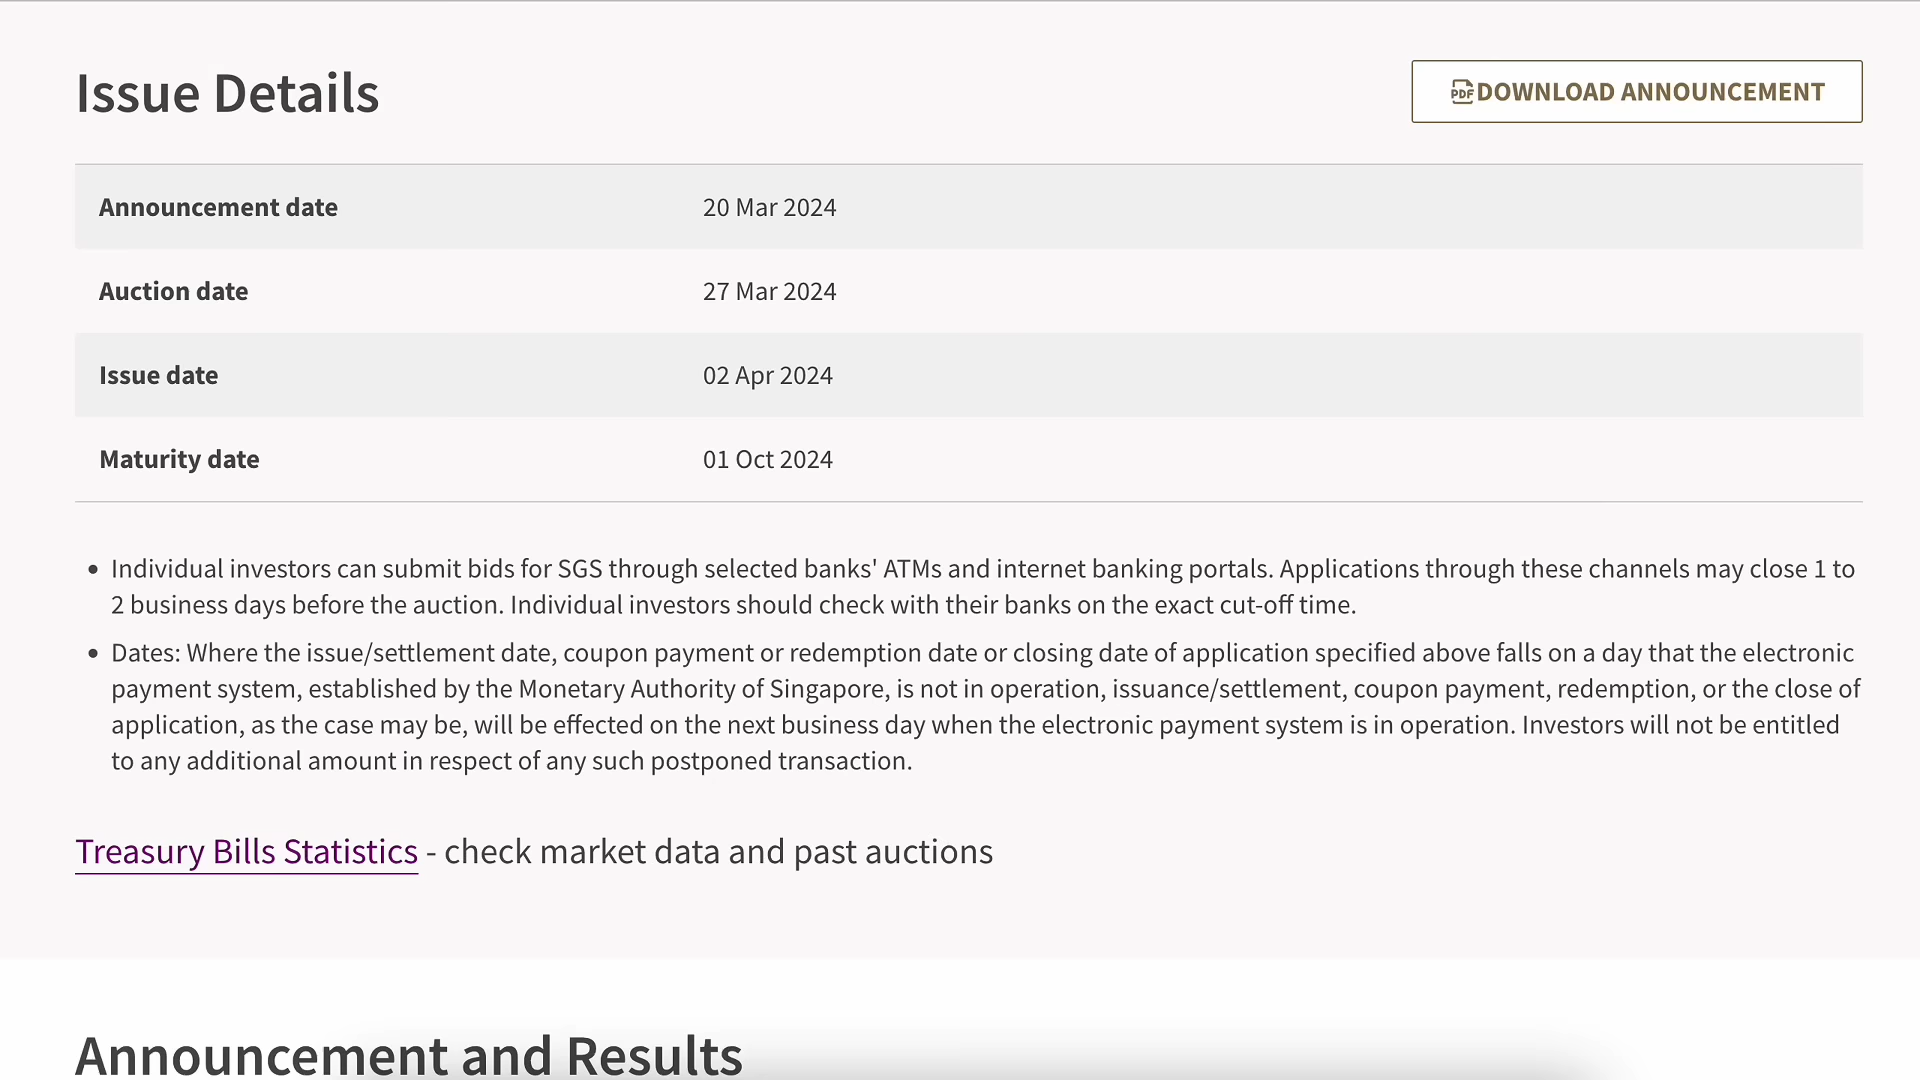 Issue Details
PDF DOWNLOAD ANNOUNCEMENT
Announcement date 20 Mar 2024
Auction date 27 Mar 2024
Issue date 02 Apr 2024
Maturity date 01 Oct 2024
• Individual investors can submit bids for SGS through selected banks' ATMs and internet banking portals. Applications through these channels may close 1 to
2 business days before the auction. Individual investors should check with their banks on the exact cut-off time.
• Dates: Where the issue/settlement date, coupon payment or redemption date or closing date of application specified above falls on a day that the electronic
payment system, established by the Monetary Authority of Singapore, is not in operation, issuance/settlement, coupon payment, redemption, or the close of
application, as the case may be, will be effected on the next business day when the electronic payment system is in operation. Investors will not be entitled
to any additional amount in respect of any such postponed transaction.
Treasury Bills Statistics - check market data and past auctions
Announcement and Results